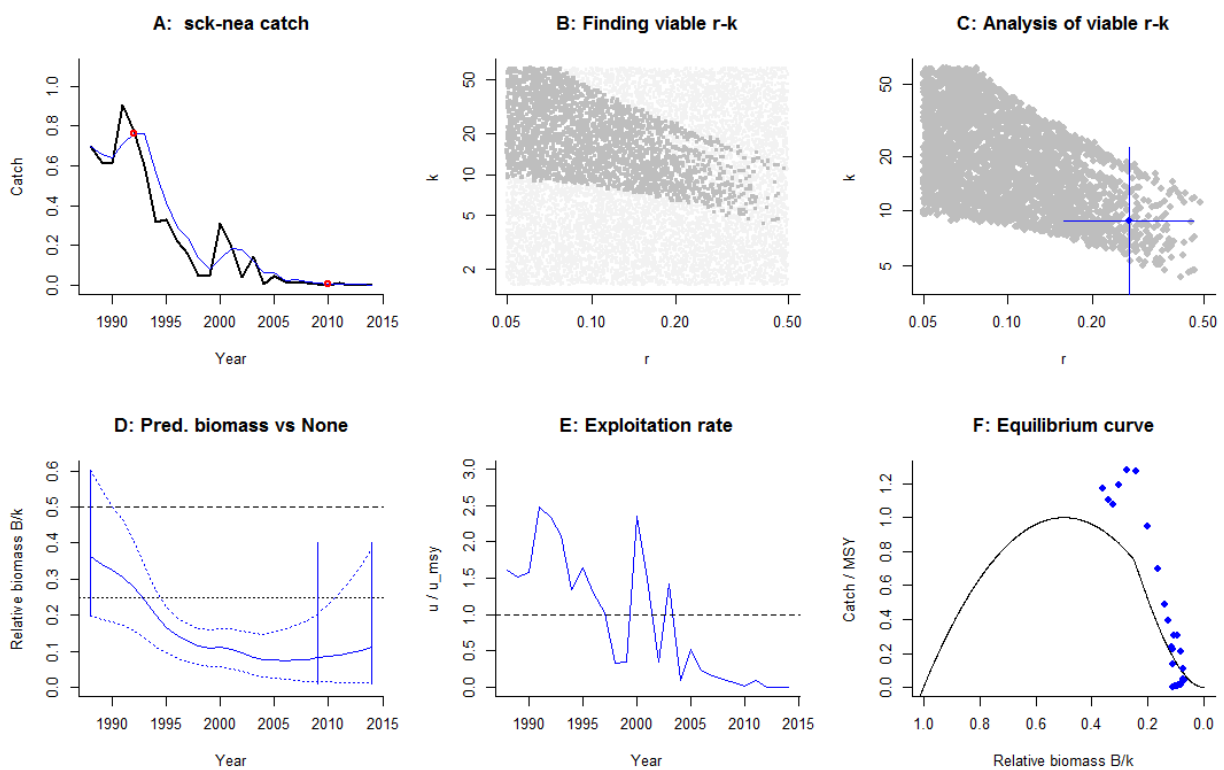 A:  sck-nea catch
Catch
0.0 0.2 0.4 0.6 0.8 1.0
1990 1995 2000 2005 2010 2015
Year
B: Finding viable r-k
k
2 5 10 20 50
0.05 0.10 0.20 0.50
r
C: Analysis of viable r-k
k
5 10 20 50
0.05 0.10 0.20 0.50
r
D: Pred. biomass vs None
Relative biomass B/k
0.0 0.1 0.2 0.3 0.4 0.5 0.6
1990 1995 2000 2005 2010 2015
Year
E: Exploitation rate
u / u_msy
0.0 0.5 1.0 1.5 2.0 2.5 3.0
1990 1995 2000 2005 2010 2015
Year
F: Equilibrium curve
Catch / MSY
0.0 0.2 0.4 0.6 0.8 1.0 1.2
1.0 0.8 0.6 0.4 0.2 0.0
Relative biomass B/k